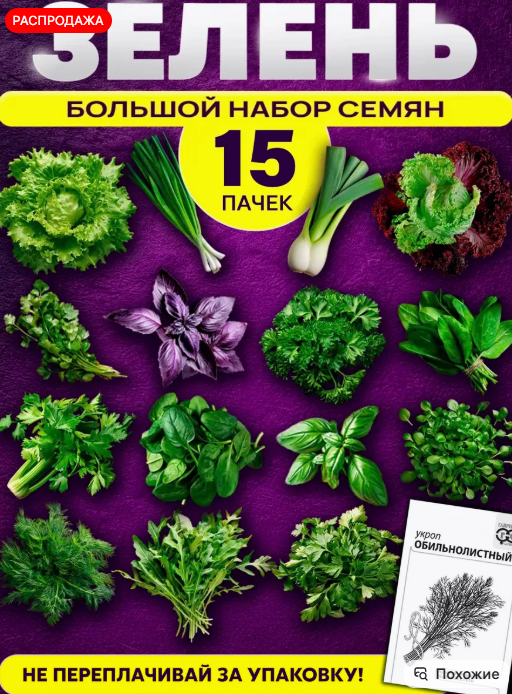 РАСПРОДАЖА
ЗЕЛЕНЬ
БОЛЬШОЙ НАБОР СЕМЯН
15
ПАЧЕК
укроп
ОБИЛЬНОЛИСТНЫЙ
Похожие
НЕ ПЕРЕПЛАЧИВАЙ ЗА УПАКОВКУ!